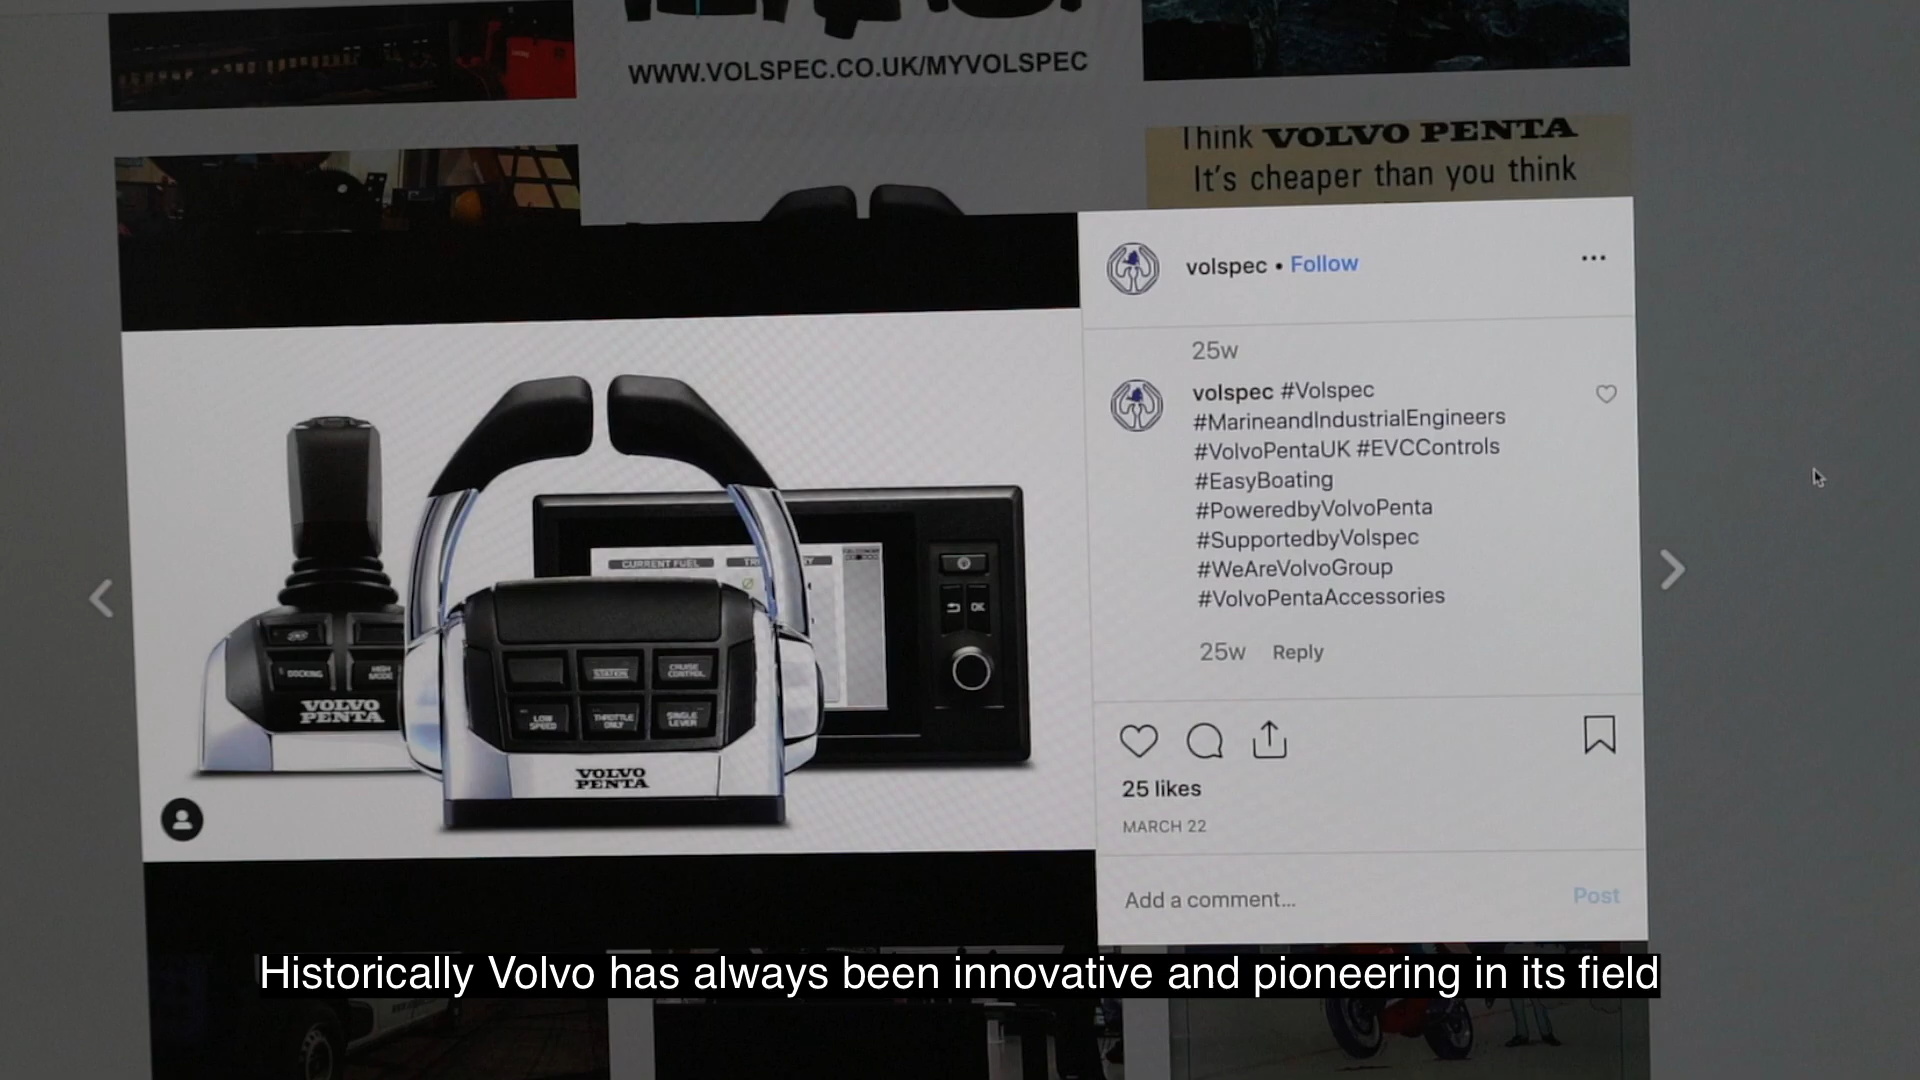 WWW.VOLSPEC.CO.UK/MYVOLSPEC
Think VOLVO PENTA
It's cheaper than you think
volspec • Follow
25w
volspec #Volspec
#MarineandIndustrialEngineers
#VolvoPentaUK #EVCControls
#EasyBoating
#PoweredbyVolvoPenta
#SupportedbyVolspec
#WeAreVolvoGroup
#VolvoPentaAccessories
25w Reply
25 likes
MARCH 22
Add a comment...
Post
CURRENT FUEL
OK
DOCKING
HIGH
MODE
VOLVO
PENTA
STATION
CRUISE
CONTROL
LOW
SPEED
THROTTLE
ONLY
SINGLE
LEVER
VOLVO
PENTA
Historically Volvo has always been innovative and pioneering in its field